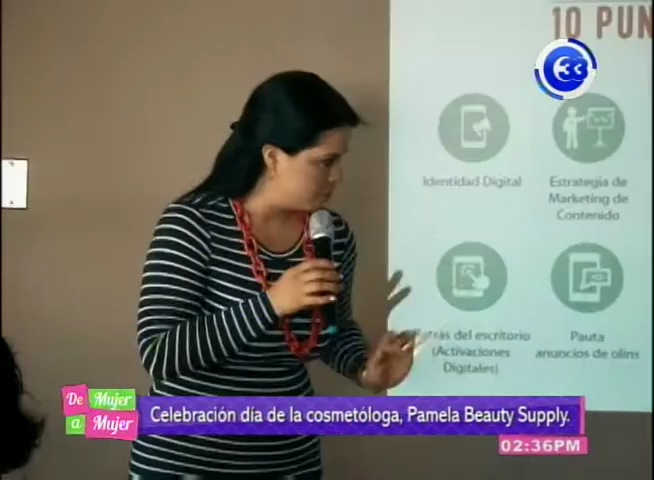 10 PUN
33
Identidad Digital
Estrategia de
Marketing de
Contenido
Detrás del escritorio
(Activaciones
Digitales)
Pauta
anuncios de olins
De Mujer
a Mujer
Celebración día de la cosmetóloga, Pamela Beauty Supply.
02:36PM